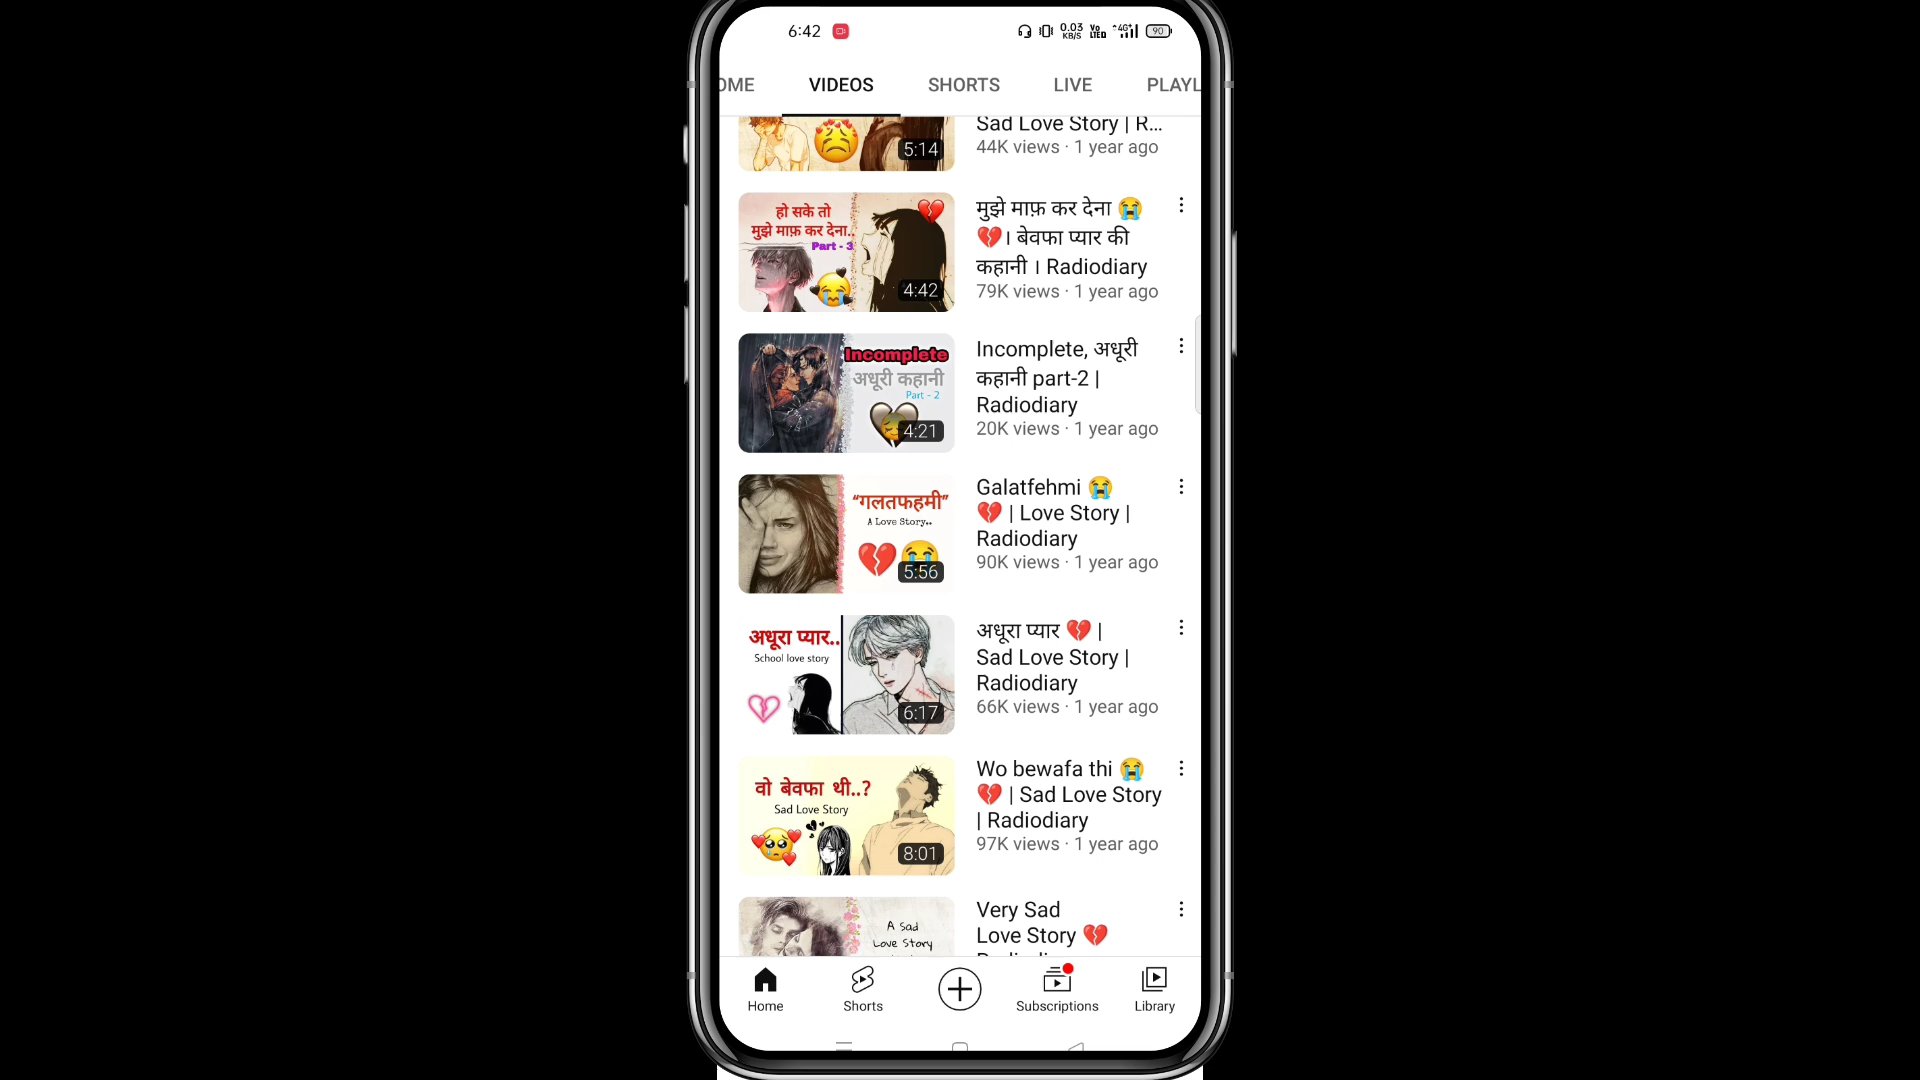 6:42 0.03 KB/S Vo LTE 4G+ 90
OME VIDEOS SHORTS LIVE PLAYL
5:14
Sad Love Story | R...
44K views · 1 year ago
हो सके तो
मुझे माफ़ कर देना..
Part - 3
4:42
मुझे माफ़ कर देना 😭
💔। बेवफा प्यार की
कहानी । Radiodiary
79K views · 1 year ago
Incomplete
अधूरी कहानी
Part - 2
4:21
Incomplete, अधूरी
कहानी part-2 |
Radiodiary
20K views · 1 year ago
"गलतफहमी"
A Love Story..
5:56
Galatfehmi 😭
💔 | Love Story |
Radiodiary
90K views · 1 year ago
अधूरा प्यार..
School love story
6:17
अधूरा प्यार 💔 |
Sad Love Story |
Radiodiary
66K views · 1 year ago
वो बेवफा थी..?
Sad Love Story
8:01
Wo bewafa thi 😭
💔 | Sad Love Story
| Radiodiary
97K views · 1 year ago
A Sad
Love Story
Very Sad
Love Story 💔
Home Shorts Subscriptions Library